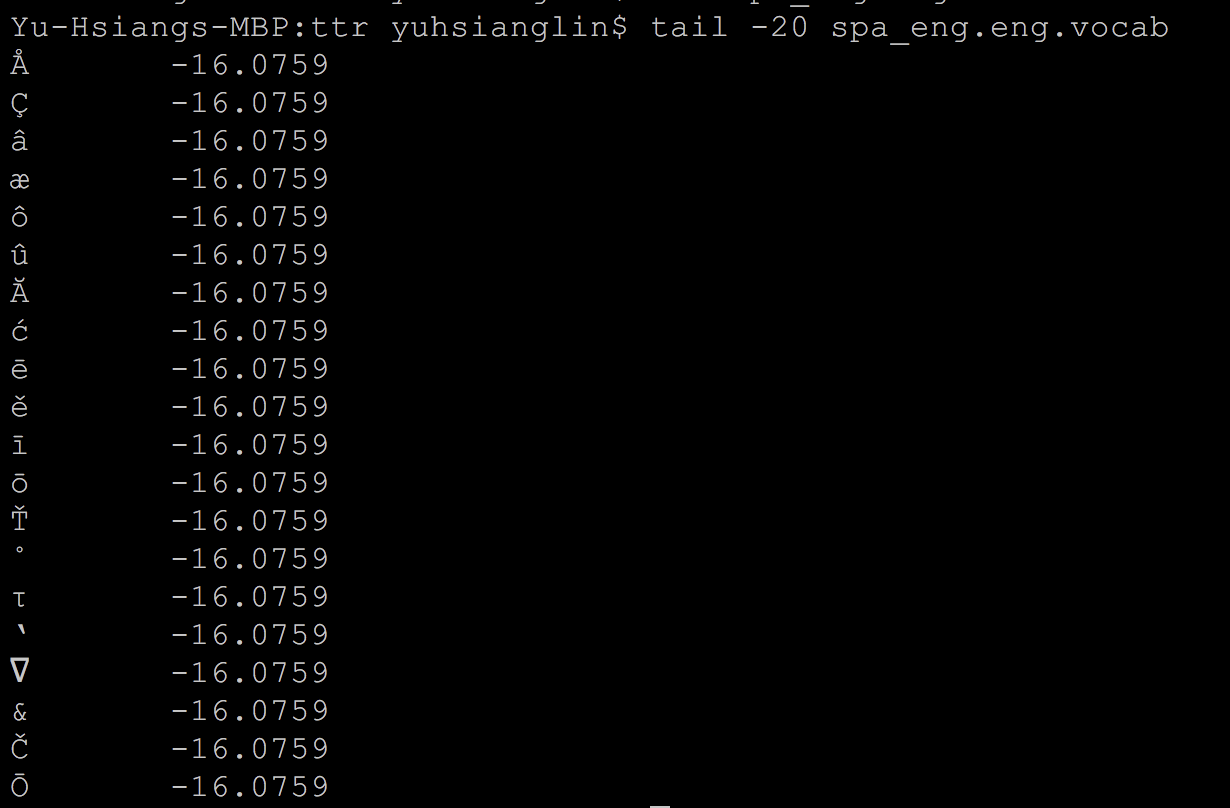 Yu-Hsiangs-MBP:ttr yuhsianglin$ tail -20 spa_eng.eng.vocab
Å -16.0759
Ç -16.0759
â -16.0759
æ -16.0759
ô -16.0759
û -16.0759
Ă -16.0759
ć -16.0759
ē -16.0759
ě -16.0759
ī -16.0759
ō -16.0759
Ť -16.0759
° -16.0759
τ -16.0759
‛ -16.0759
∇ -16.0759
& -16.0759
Č -16.0759
Ō -16.0759